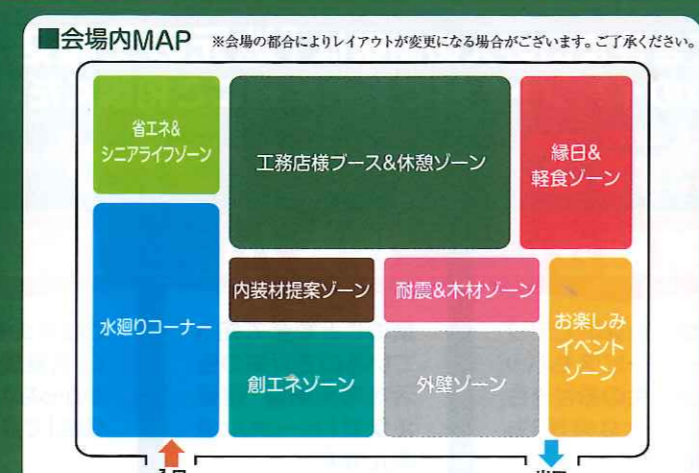 ■会場内MAP ※会場の都合によりレイアウトが変更になる場合がございます。ご了承ください。
省エネ&
シニアライフゾーン
工務店様ブース&休憩ゾーン
縁日&
軽食ゾーン
水廻りコーナー
内装材提案ゾーン
耐震&木材ゾーン
お楽しみ
イベント
ゾーン
創エネゾーン
外壁ゾーン